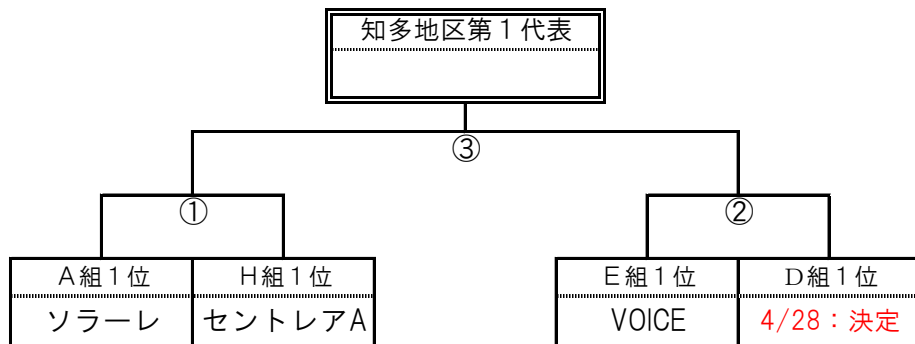 知多地区第１代表
③
①
②
Ａ組１位
Ｈ組１位
Ｅ組１位
D組１位
ソラーレ
セントレアA
VOICE
4/28：決定